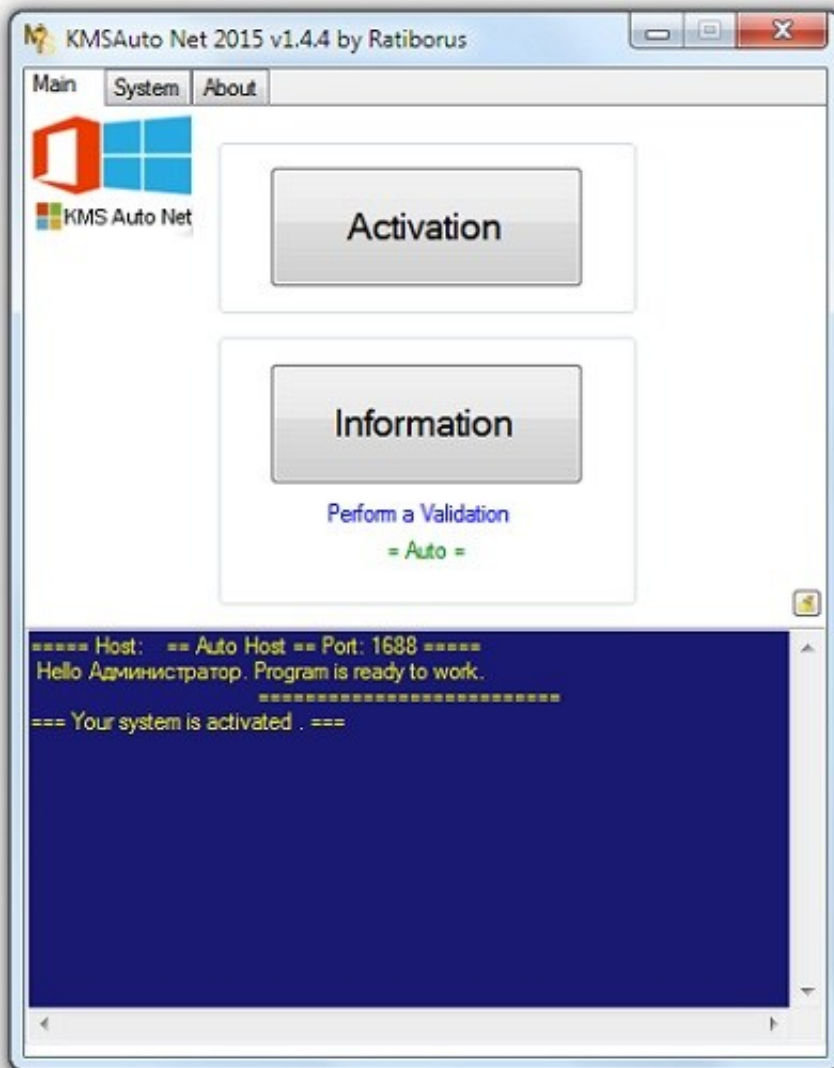 KMSAuto Net 2015 v1.4.4 by Ratiborus
Main System About
KMS Auto Net
Activation
Information
Perform a Validation
= Auto =
===== Host: == Auto Host == Port: 1688 =====
Hello Администратор. Program is ready to work.
==========================
=== Your system is activated . ===